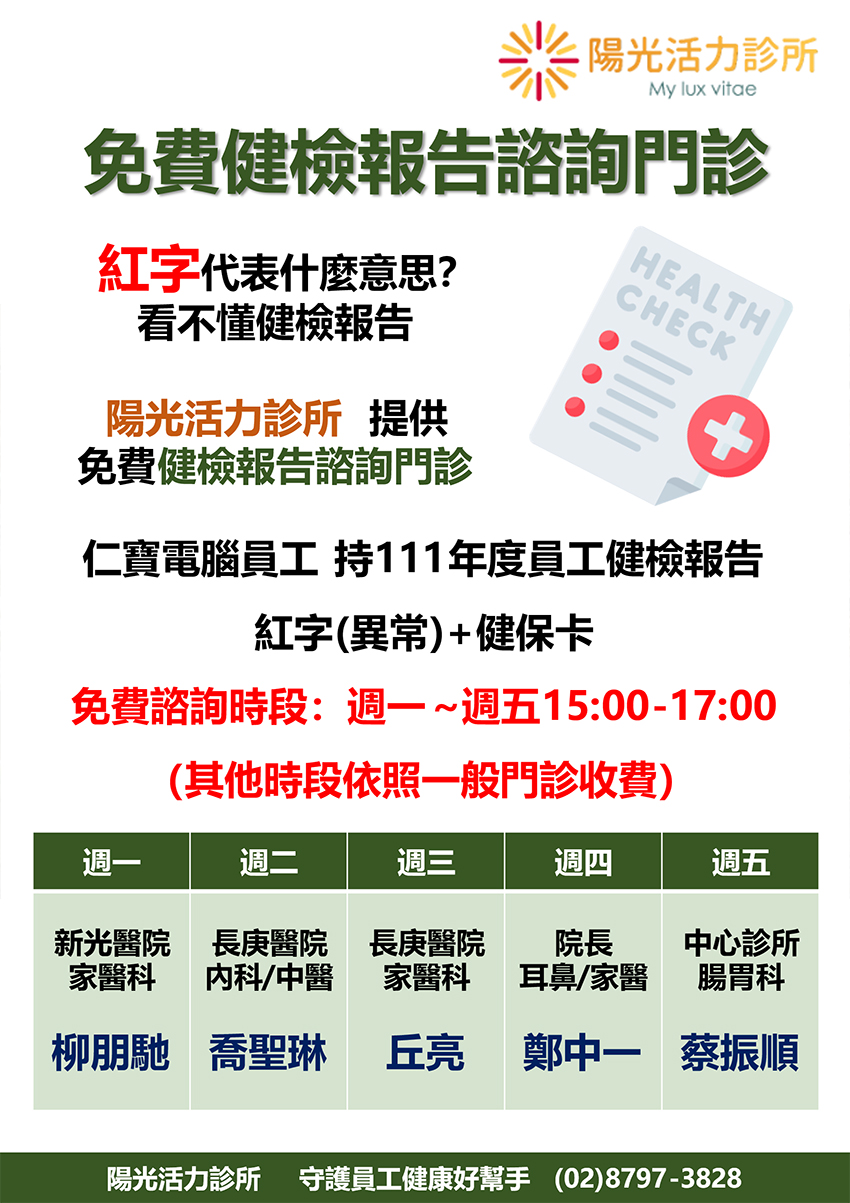 陽光活力診所
My lux vitae
免費健檢報告諮詢門診
紅字代表什麼意思?
看不懂健檢報告
HEALTH
CHECK
陽光活力診所 提供
免費健檢報告諮詢門診
仁寶電腦員工 持111年度員工健檢報告
紅字(異常)+健保卡
免費諮詢時段：週一~週五15:00-17:00
(其他時段依照一般門診收費)
週一 週二 週三 週四 週五
新光醫院 長庚醫院 長庚醫院 院長 中心診所
家醫科 內科/中醫 家醫科 耳鼻/家醫 腸胃科
柳朋馳 喬聖琳 丘亮 鄭中一 蔡振順
陽光活力診所 守護員工健康好幫手 (02)8797-3828